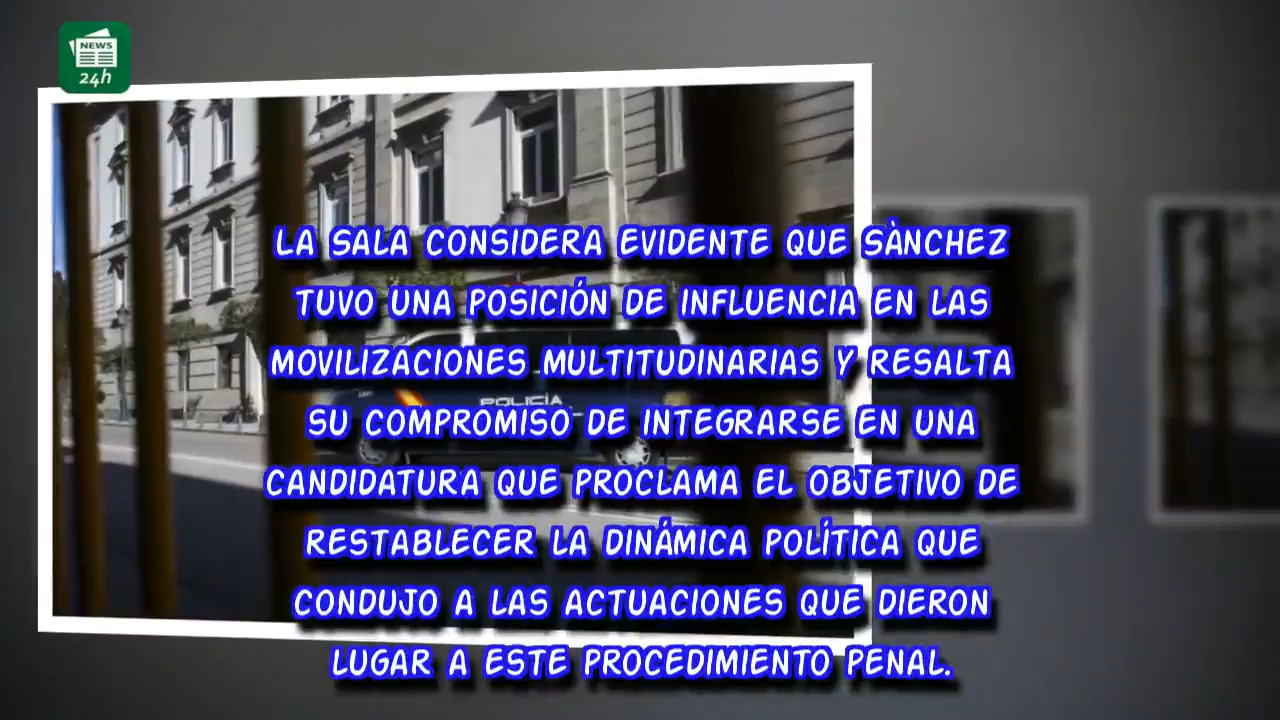 NEWS
24h
LA SALA CONSIDERA EVIDENTE QUE SÀNCHEZ
TUVO UNA POSICIÓN DE INFLUENCIA EN LAS
MOVILIZACIONES MULTITUDINARIAS Y RESALTA
SU COMPROMISO DE INTEGRARSE EN UNA
CANDIDATURA QUE PROCLAMA EL OBJETIVO DE
RESTABLECER LA DINÁMICA POLÍTICA QUE
CONDUJO A LAS ACTUACIONES QUE DIERON
LUGAR A ESTE PROCEDIMIENTO PENAL.
POLICÍA